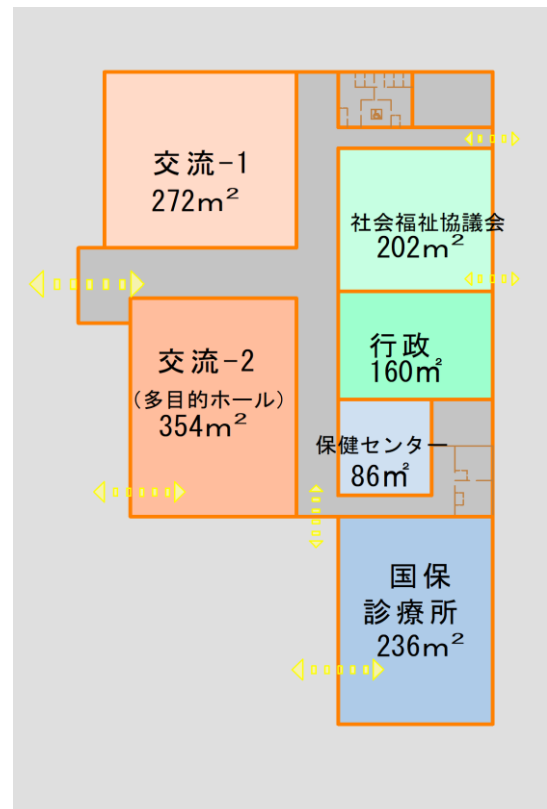 交流-1
272m²
社会福祉協議会
202m²
行政
160㎡
交流-2
(多目的ホール)
354m²
保健センター
86㎡
国保
診療所
236m²